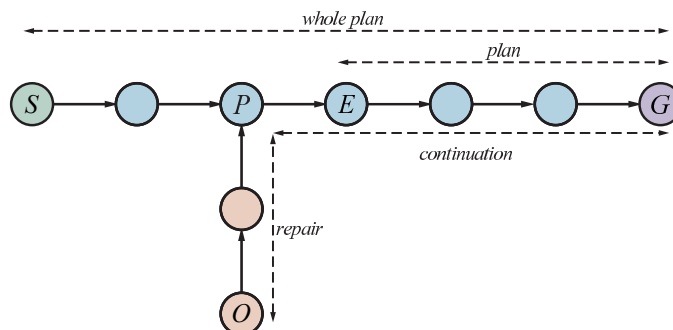 whole plan
plan
S P E G
continuation
repair
O